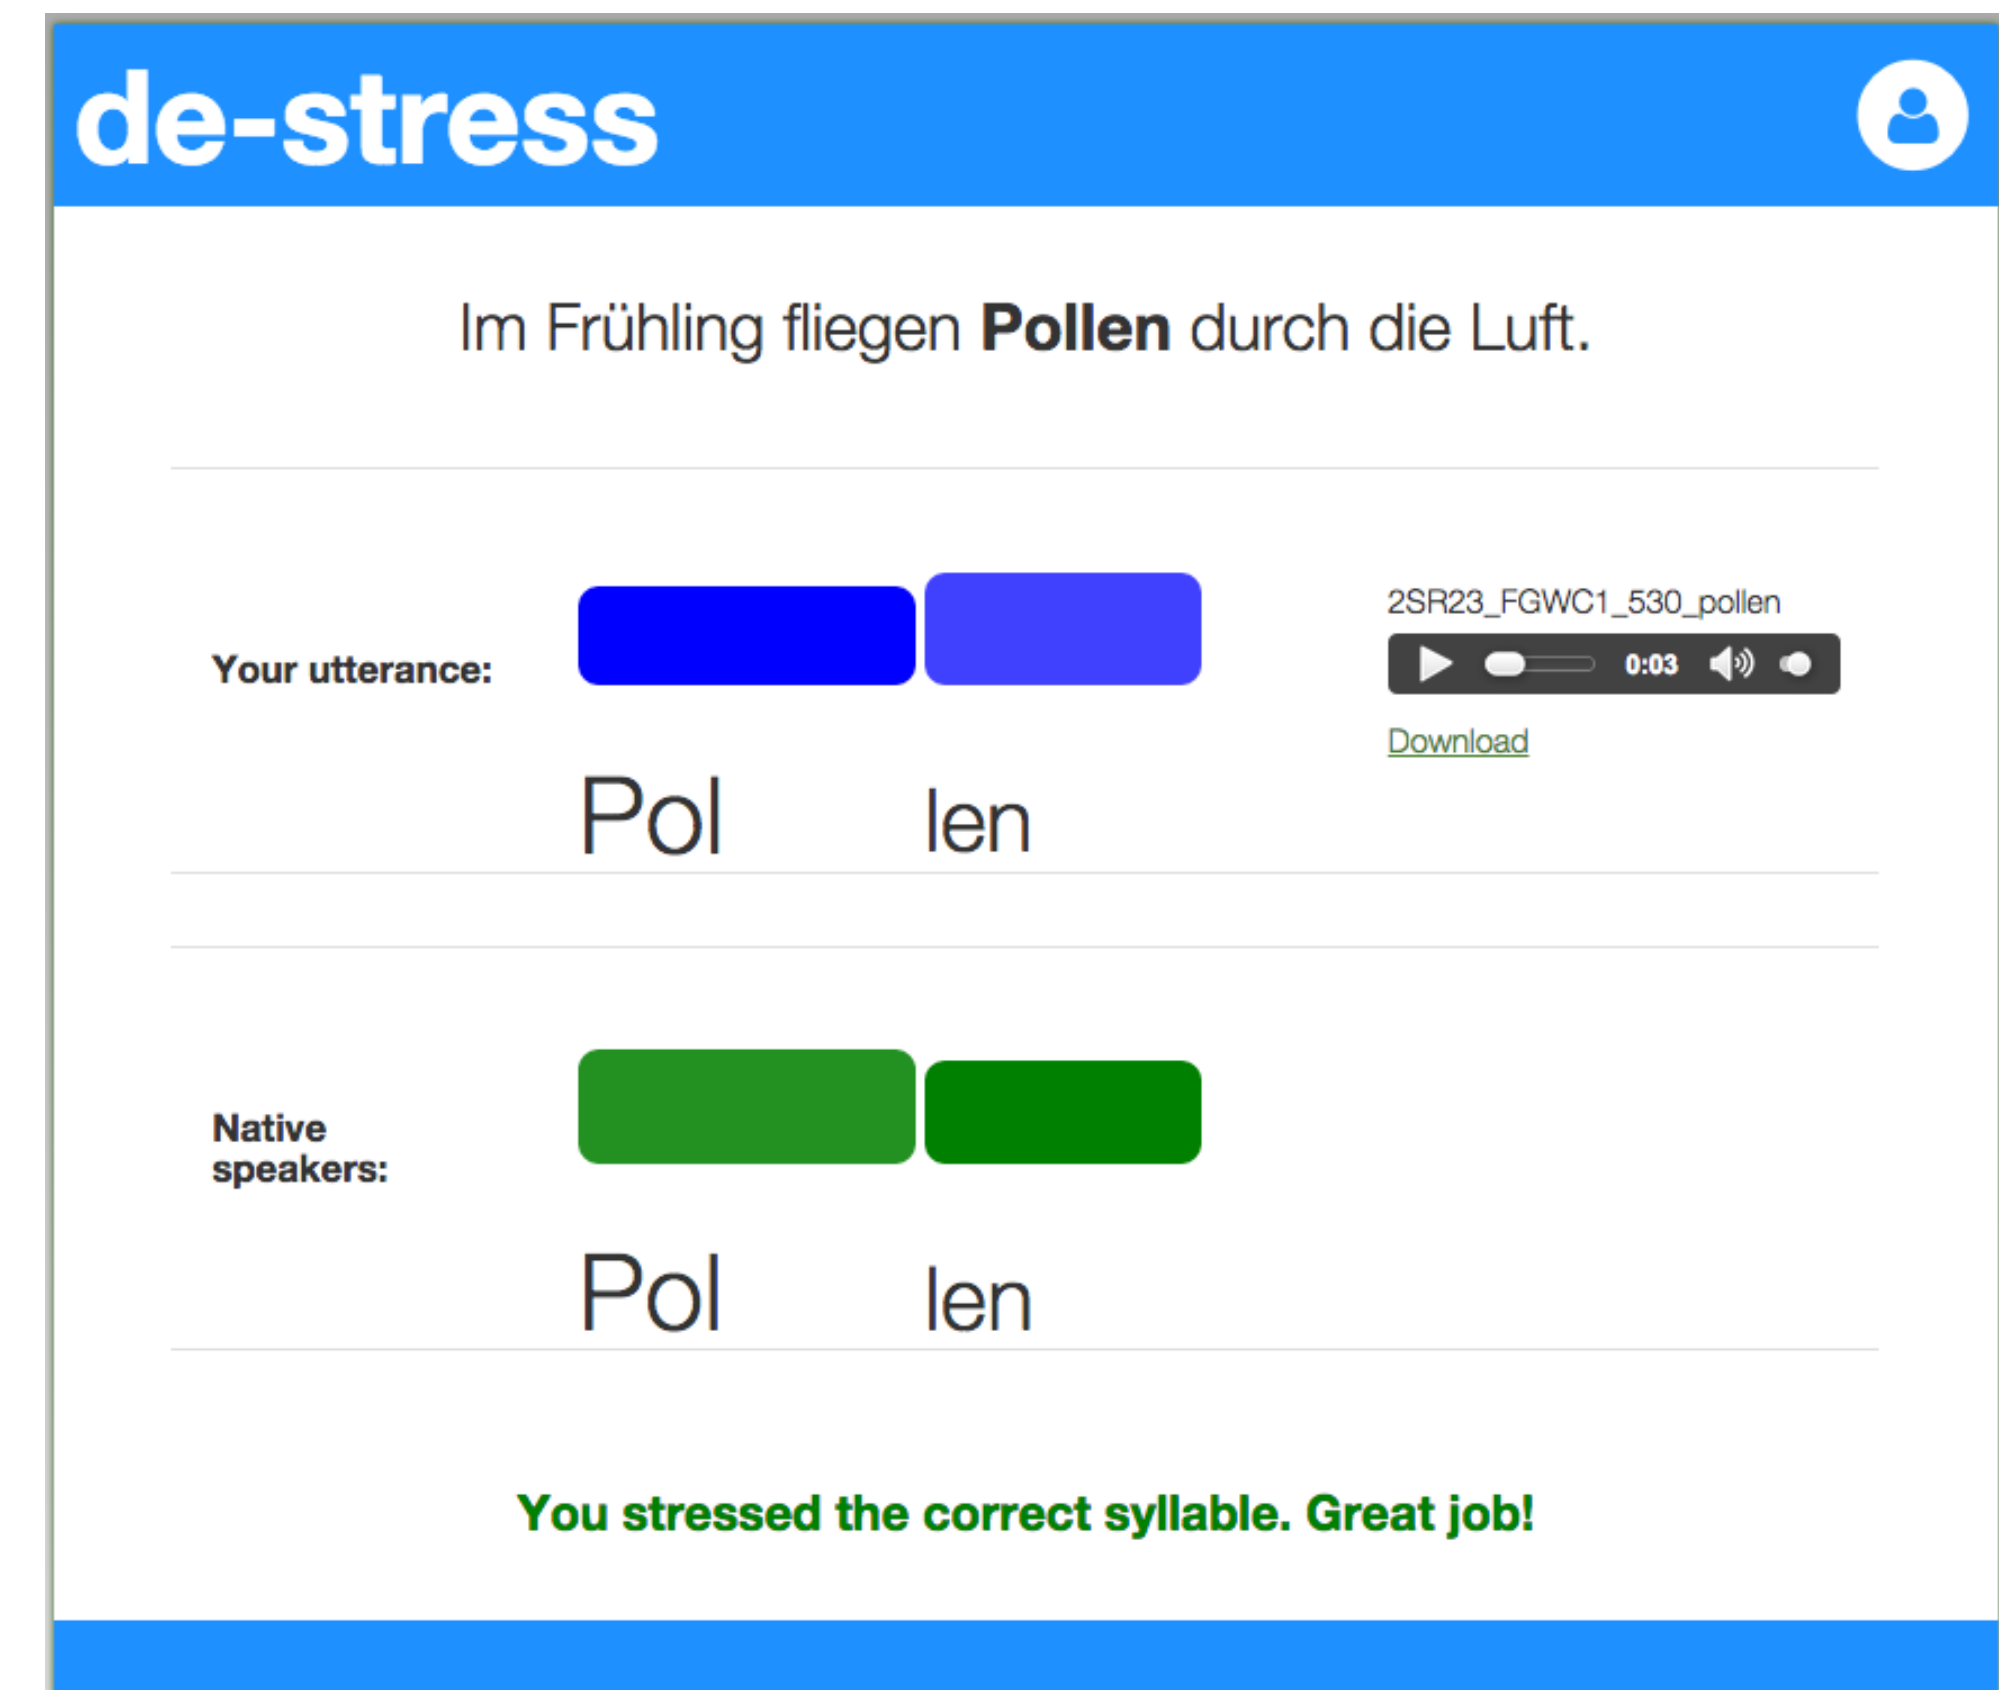 de-stress
Im Frühling fliegen Pollen durch die Luft.
Your utterance:
2SR23_FGWC1_530_pollen
0:03
Download
Pol len
Native
speakers:
Pol len
You stressed the correct syllable. Great job!